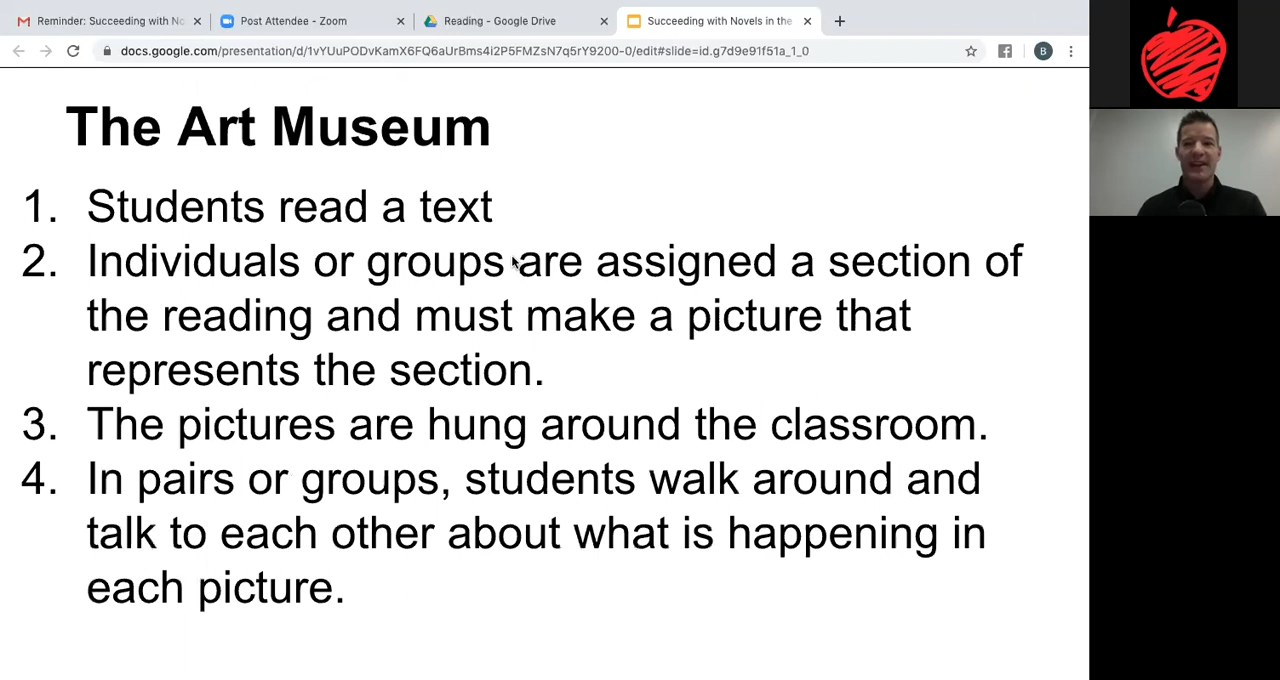 Reminder: Succeeding with No
Post Attendee - Zoom
Reading - Google Drive
Succeeding with Novels in the
docs.google.com/presentation/d/1vYUuPODvKamX6FQ6aUrBms4i2P5FMZsN7q5rY9200-0/edit#slide=id.g7d9e91f51a_1_0
B
The Art Museum
1. Students read a text
2. Individuals or groups are assigned a section of
the reading and must make a picture that
represents the section.
3. The pictures are hung around the classroom.
4. In pairs or groups, students walk around and
talk to each other about what is happening in
each picture.